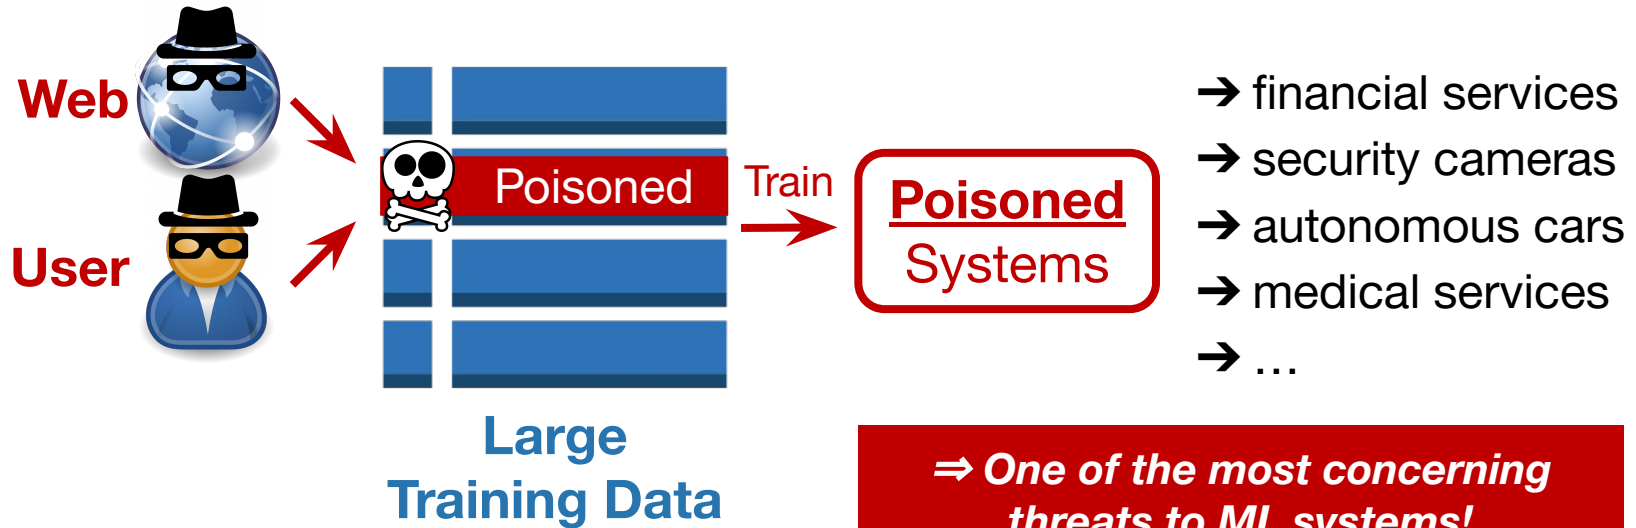 Web
User
Poisoned
Large
Training Data
Train
Poisoned
Systems
➔ financial services
➔ security cameras
➔ autonomous cars
➔ medical services
➔ …
⇒ One of the most concerning
threats to ML systems!